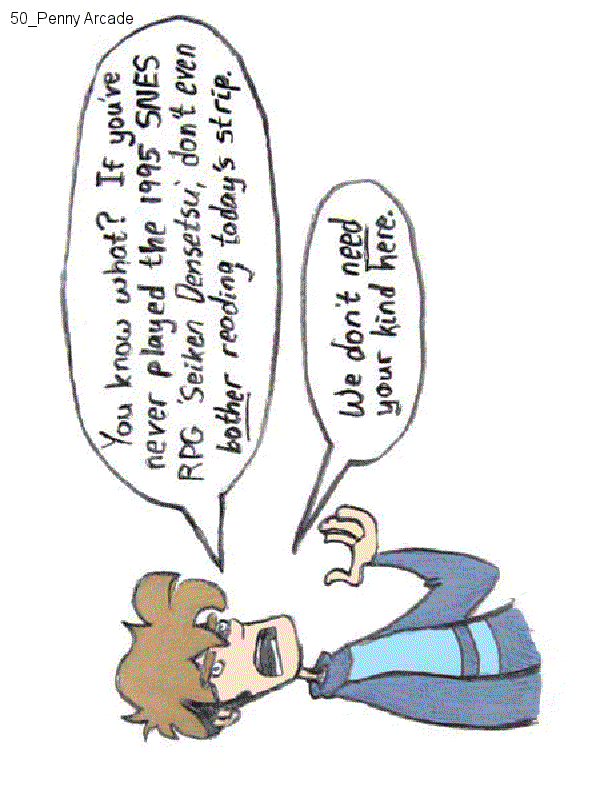 50_Penny Arcade
You know what? If you've
never played the 1995 SNES
RPG 'Seiken Densetsu,' don't even
bother reading today's strip.
We don't need
your kind here.